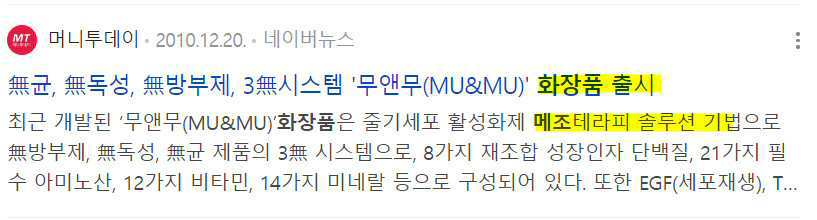 MT 머니투데이 · 2010.12.20. · 네이버뉴스
無균, 無독성, 無방부제, 3無시스템 '무앤무(MU&MU)' 화장품 출시
최근 개발된 ‘무앤무(MU&MU)’화장품은 줄기세포 활성화제 메조테라피 솔루션 기법으로
無방부제, 無독성, 無균 제품의 3無 시스템으로, 8가지 재조합 성장인자 단백질, 21가지 필
수 아미노산, 12가지 비타민, 14가지 미네랄 등으로 구성되어 있다. 또한 EGF(세포재생), T...